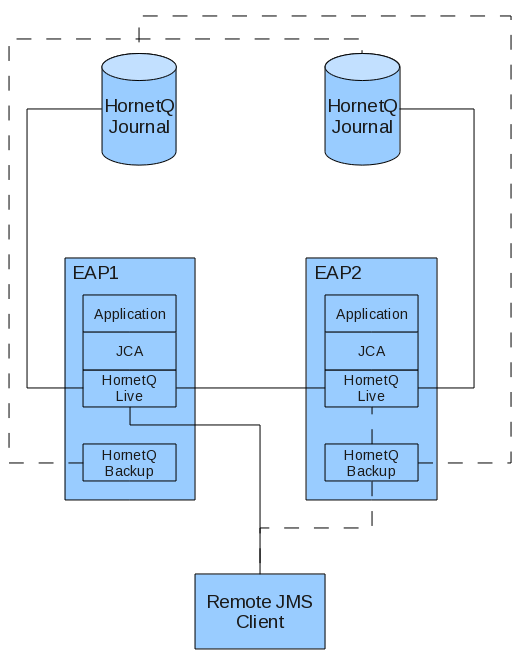 HornetQ
Journal
HornetQ
Journal
EAP1
Application
JCA
HornetQ
Live
HornetQ
Backup
EAP2
Application
JCA
HornetQ
Live
HornetQ
Backup
Remote JMS
Client